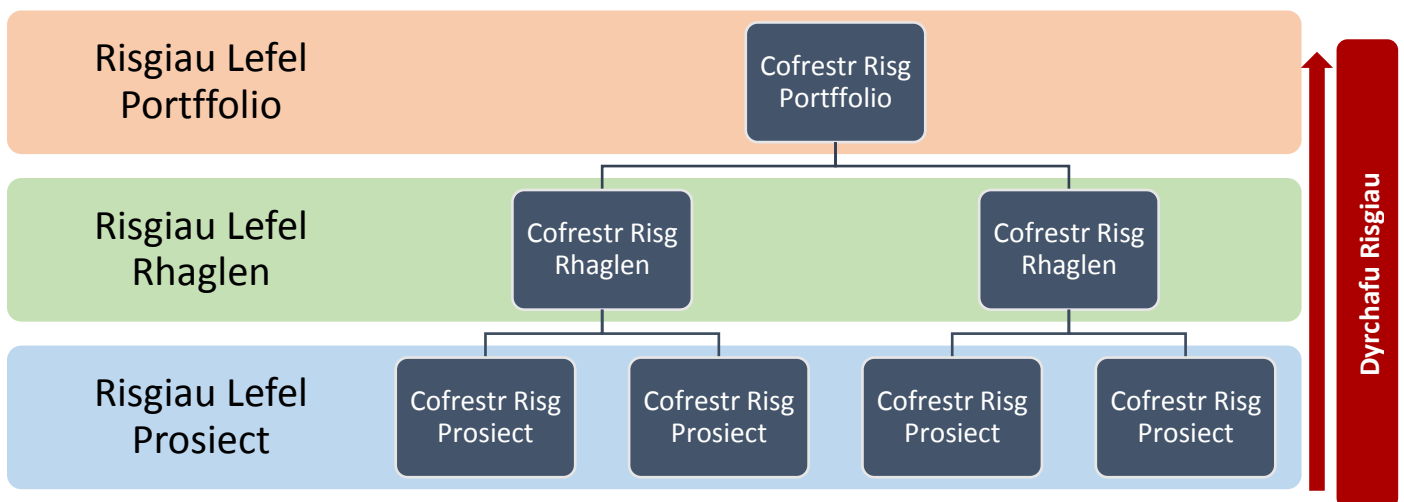 Risgiau Lefel
Portffolio
Cofrestr Risg
Portffolio
Risgiau Lefel
Rhaglen
Cofrestr Risg
Rhaglen
Cofrestr Risg
Rhaglen
Risgiau Lefel
Prosiect
Cofrestr Risg
Prosiect
Cofrestr Risg
Prosiect
Cofrestr Risg
Prosiect
Cofrestr Risg
Prosiect
Dyrchafu Risgiau